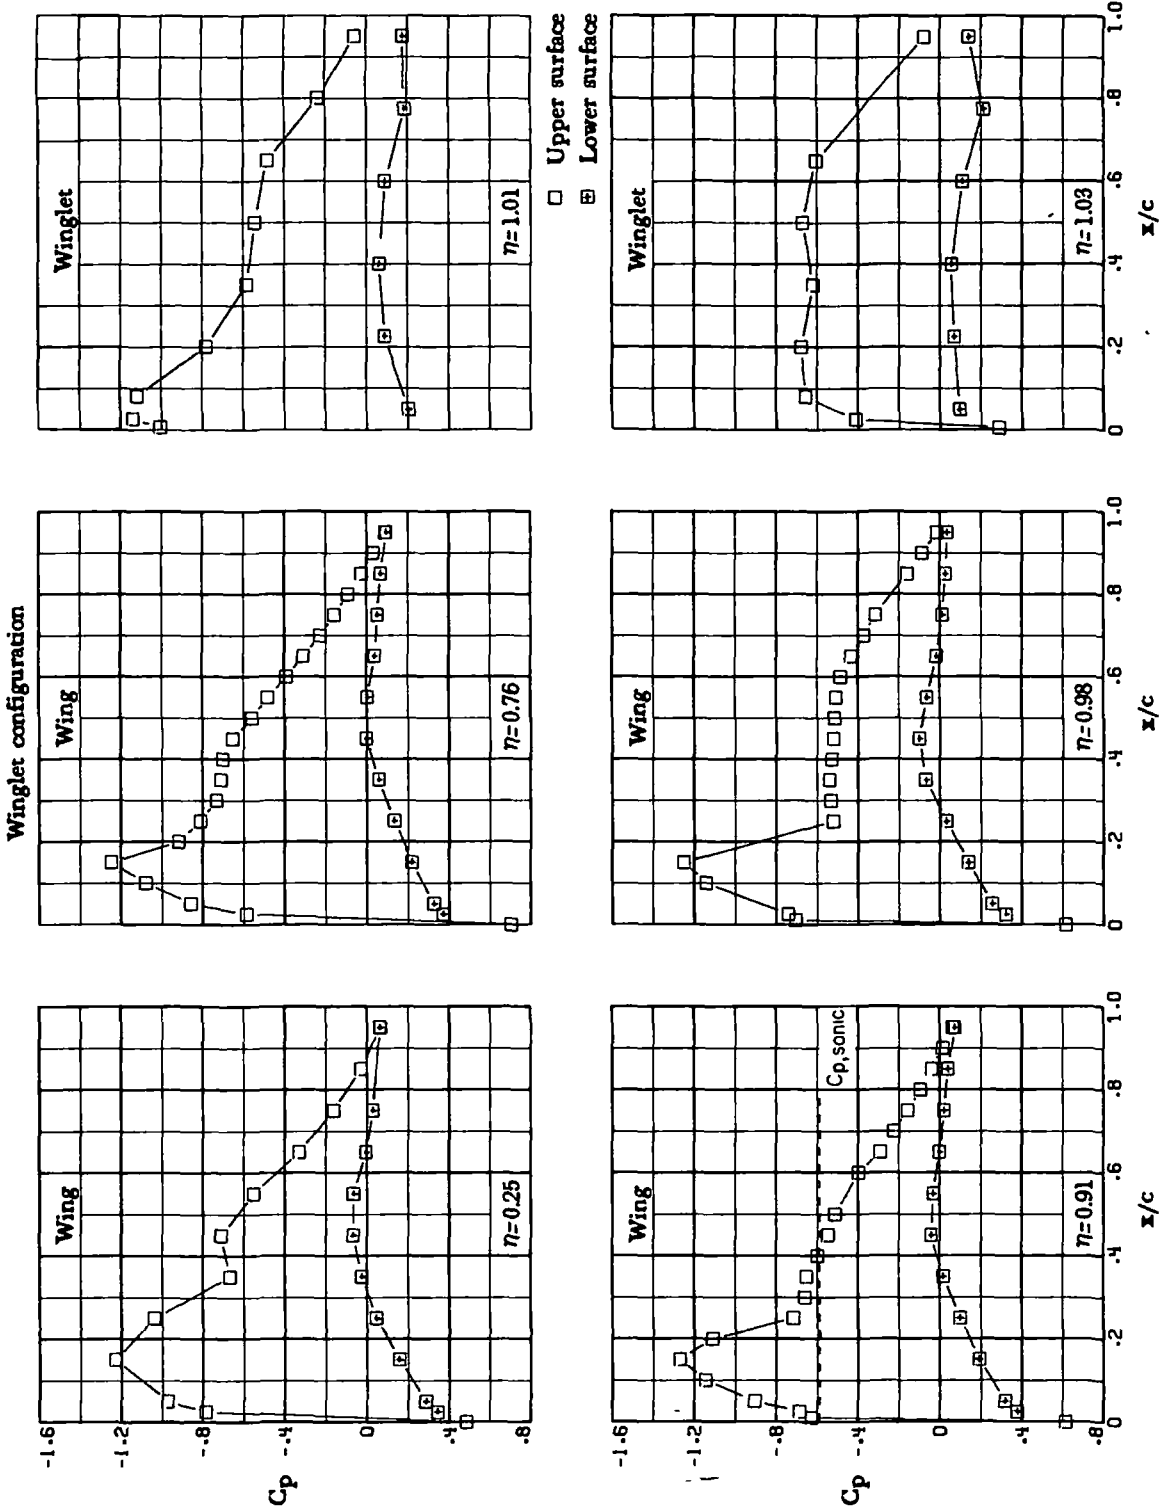 Winglet configuration
Wing
Wing
Winglet
-1.6
-1.2
-.8
-.4
0
.4
.8
Cp
η=0.25
η=0.76
η=1.01
Upper surface
Lower surface
Wing
Wing
Winglet
-1.6
-1.2
-.8
-.4
0
.4
.8
Cp
Cp,sonic
η=0.91
η=0.98
η=1.03
0 .2 .4 .6 .8 1.0
0 .2 .4 .6 .8 1.0
0 .2 .4 .6 .8 1.0
x/c
x/c
x/c